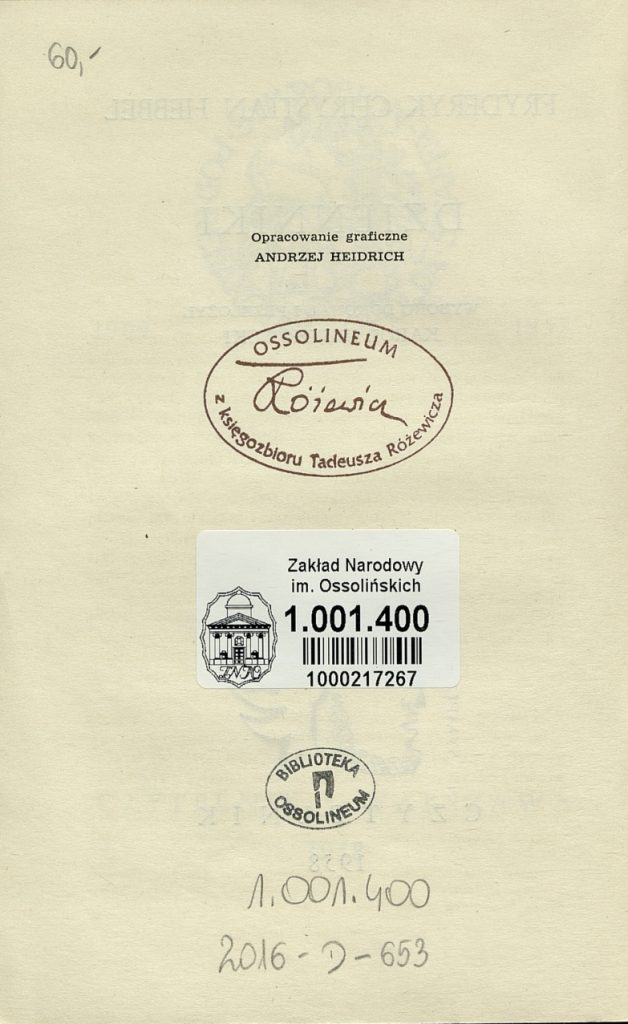 60,-
Opracowanie graficzne
ANDRZEJ HEIDRICH
OSSOLINEUM
Różewicz
z księgozbioru Tadeusza Różewicza
Zakład Narodowy
im. Ossolińskich
1.001.400
1000217267
BIBLIOTEKA
OSSOLINEUM
1.001.400
2016-D-653